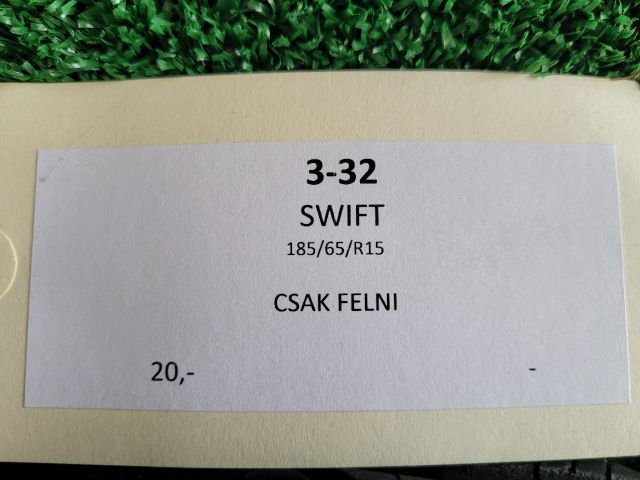 3-32
SWIFT
185/65/R15
CSAK FELNI
20,- -